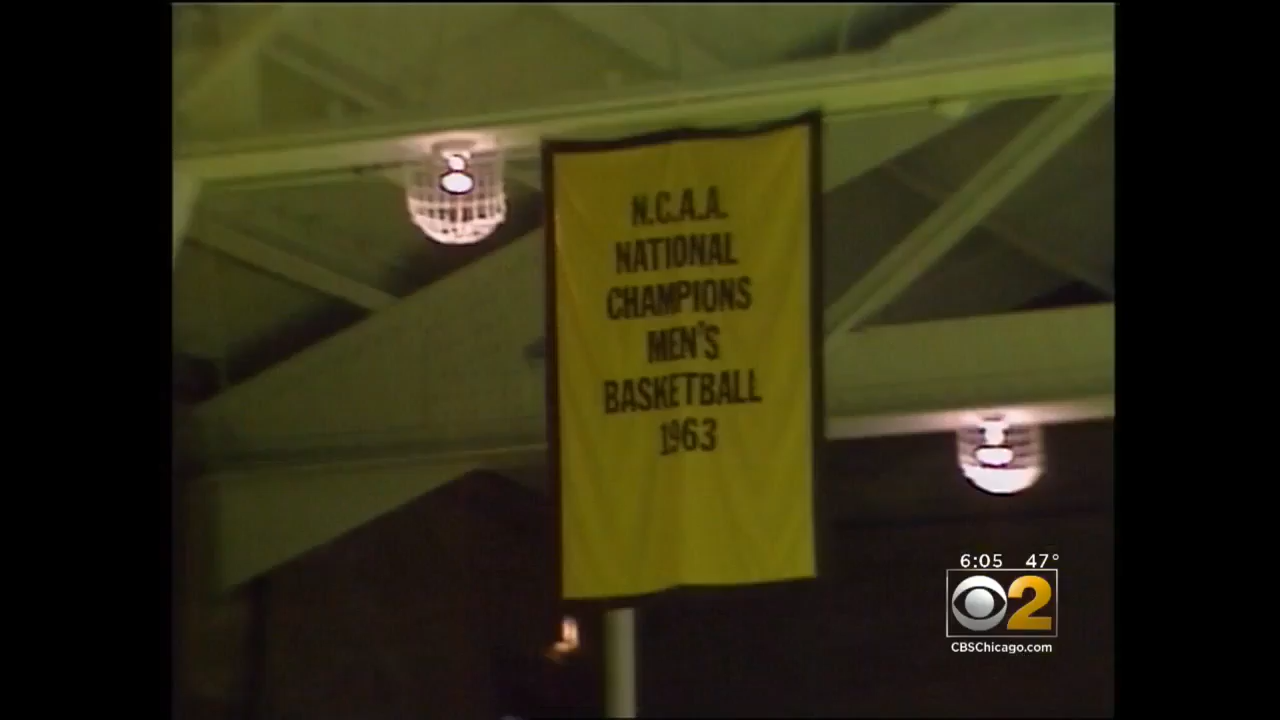 N.C.A.A.
NATIONAL
CHAMPIONS
MEN'S
BASKETBALL
1963
6:05 47°
2
CBSChicago.com